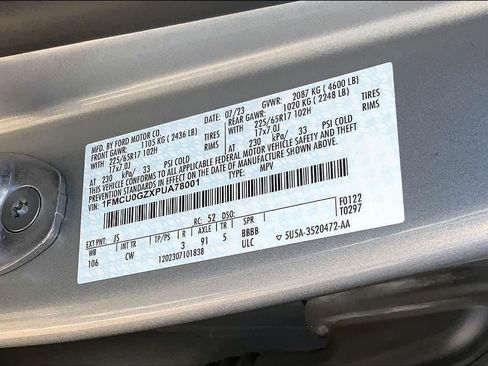 MFD. BY FORD MOTOR CO.
DATE: 07/23 GVWR: 2087 KG ( 4600 LB)
FRONT GAWR: 1105 KG ( 2436 LB) REAR GAWR: 1020 KG ( 2248 LB)
225/65R17 102H TIRES 225/65R17 102H TIRES
17x7.0J RIMS 17x7.0J RIMS
AT 230 kPa/ 33 PSI COLD AT 230 kPa/ 33 PSI COLD
THIS VEHICLE CONFORMS TO ALL APPLICABLE FEDERAL MOTOR VEHICLE SAFETY AND THEFT
PREVENTION STANDARDS IN EFFECT ON THE DATE OF MANUFACTURE SHOWN ABOVE.
VIN: 1FMCU0GZXPUA78001 TYPE: MPV
F0122
T0297
EXT PNT: JS RC: 52 DSO:
WB INT TR R AXLE TR SPR
106 CW 3 91 5 BBBB
1202307101838 ULC ▽ 5U5A-3520472-AA